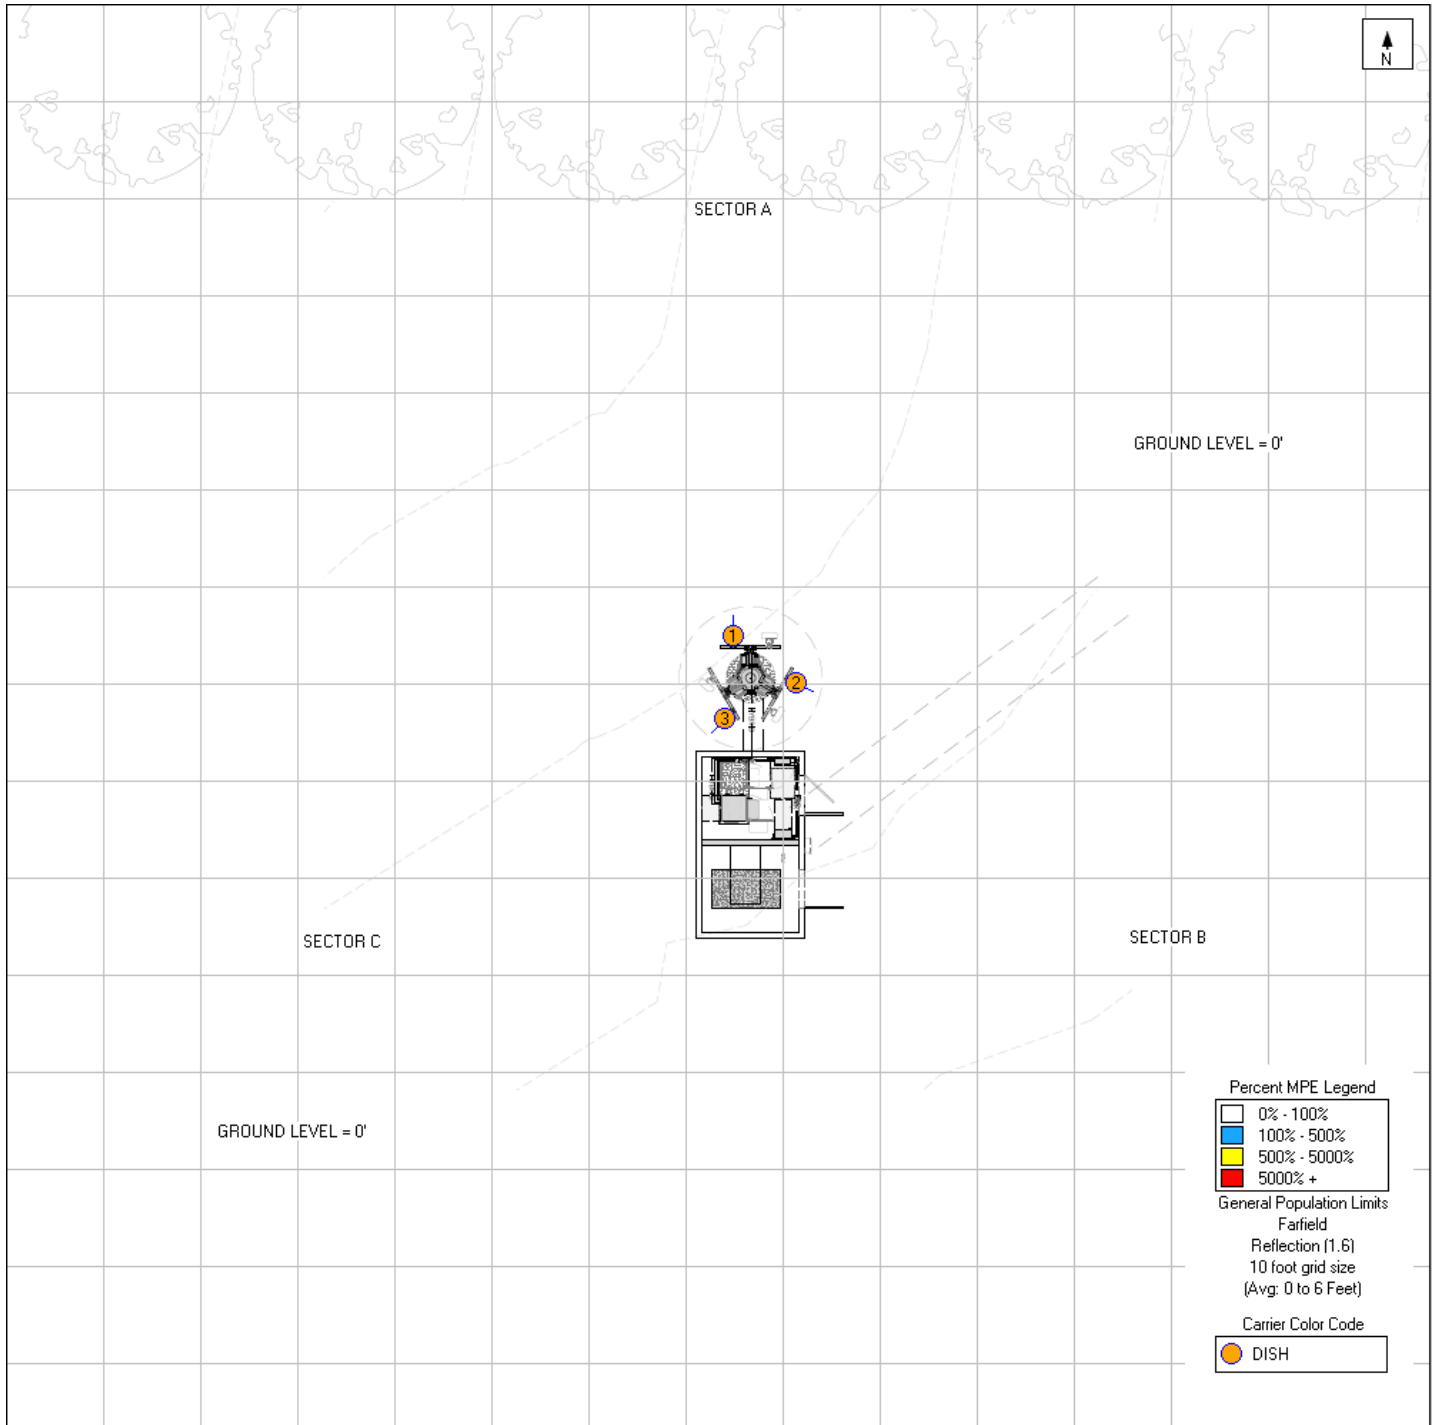 N
SECTOR A
GROUND LEVEL = 0'
1
2
3
SECTOR C
SECTOR B
GROUND LEVEL = 0'
Percent MPE Legend
0% - 100%
100% - 500%
500% - 5000%
5000% +
General Population Limits
Farfield
Reflection (1.6)
10 foot grid size
(Avg: 0 to 6 Feet)
Carrier Color Code
DISH